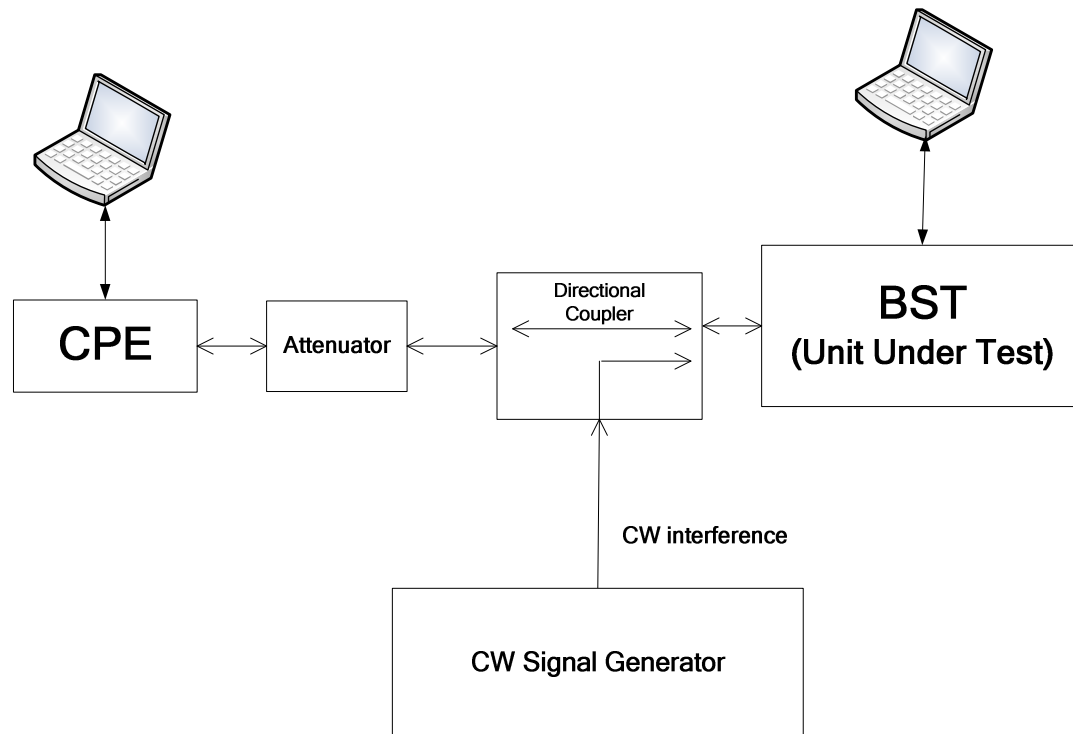 Directional
Coupler
BST
(Unit Under Test)
CPE
Attenuator
CW interference
CW Signal Generator